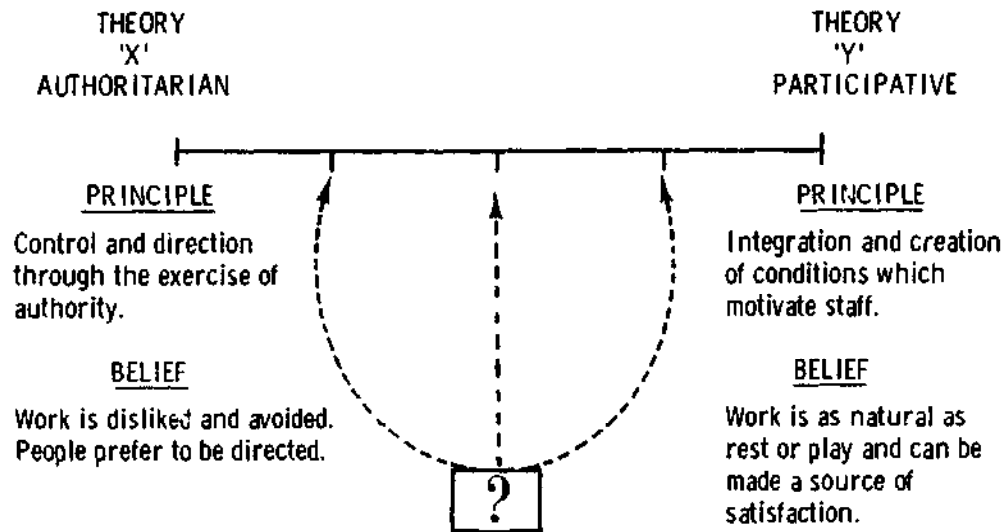 THEORY
'X'
AUTHORITARIAN
THEORY
'Y'
PARTICIPATIVE
PRINCIPLE
Control and direction
through the exercise of
authority.
BELIEF
Work is disliked and avoided.
People prefer to be directed.
PRINCIPLE
Integration and creation
of conditions which
motivate staff.
BELIEF
Work is as natural as
rest or play and can be
made a source of
satisfaction.
?